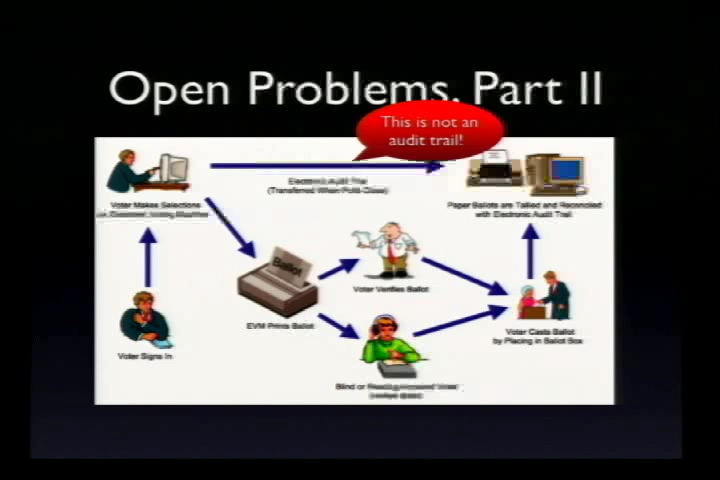 Open Problems, Part II
This is not an
audit trail!
Electronic Audit Trail
(Transferred When Polls Close)
Voter Makes Selections
Paper Ballots are Tallied and Reconciled
with Electronic Audit Trail
Ballot
Voter Verifies Ballot
EVM Prints Ballot
Voter Casts Ballot
by Placing in Ballot Box
Voter Signs In
Blind or Reading